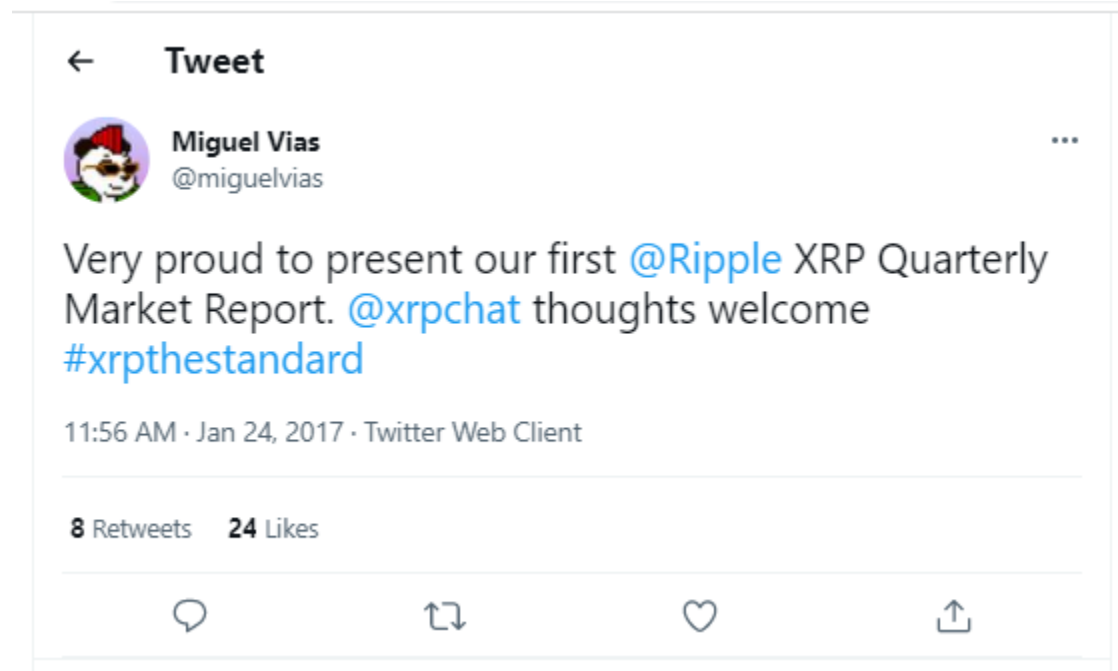 Tweet
Miguel Vias
@miguelvias
Very proud to present our first @Ripple XRP Quarterly
Market Report. @xrpchat thoughts welcome
#xrpthestandard
11:56 AM · Jan 24, 2017 · Twitter Web Client
8 Retweets 24 Likes